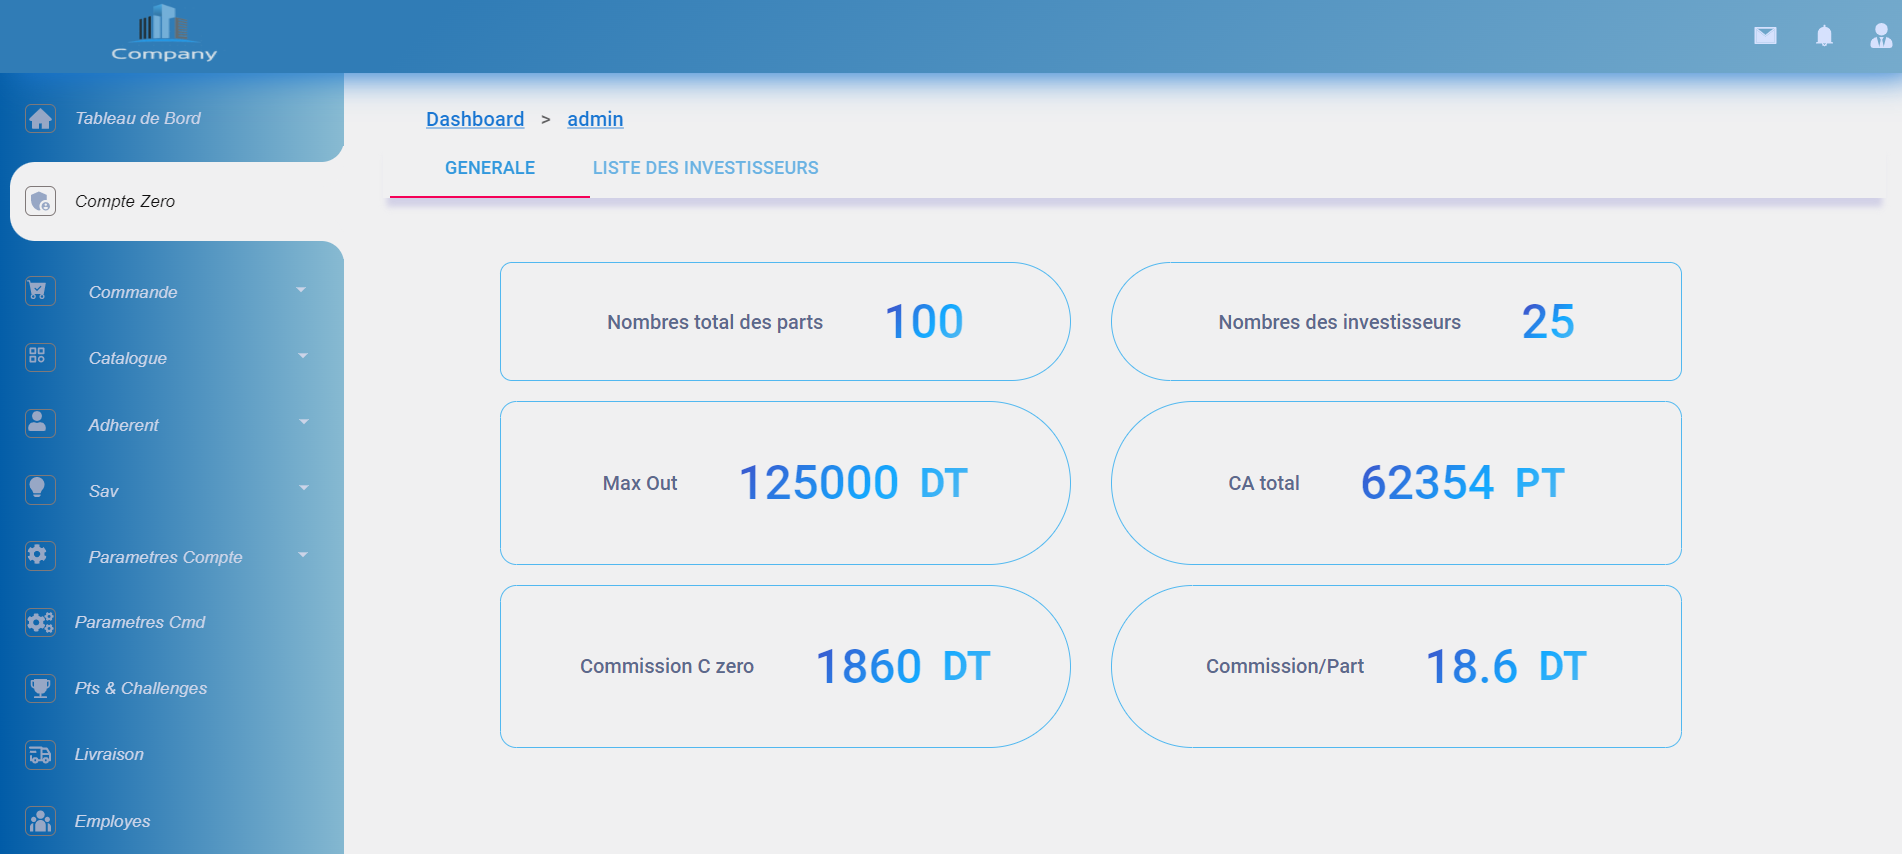 Company
Tableau de Bord
Compte Zero
Commande
Catalogue
Adherent
Sav
Parametres Compte
Parametres Cmd
Pts & Challenges
Livraison
Employes
Dashboard > admin
GENERALE LISTE DES INVESTISSEURS
Nombres total des parts 100
Nombres des investisseurs 25
Max Out 125000 DT
CA total 62354 PT
Commission C zero 1860 DT
Commission/Part 18.6 DT